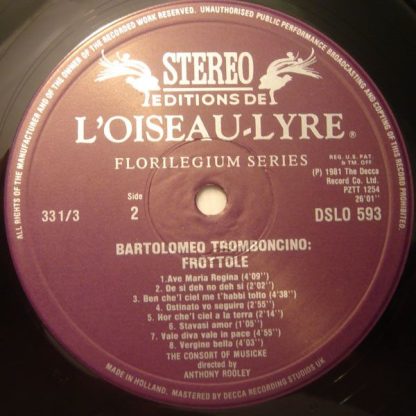 ALL RIGHTS OF THE MANUFACTURER AND OF THE OWNER OF THE RECORDED WORK RESERVED. UNAUTHORISED PUBLIC PERFORMANCE BROADCASTING AND COPYING OF THIS RECORD PROHIBITED
STEREO
EDITIONS DE
L'OISEAU-LYRE®
FLORILEGIUM SERIES
REG. U.S. PAT.
& TM. OFF
(P) 1981 The Decca
Record Co. Ltd.
PZTT 1254
26'01"
33 1/3
Side
2
DSLO 593
BARTOLOMEO TROMBONCINO:
FROTTOLE
1.Ave Maria Regina (4'09")
2. De si deh no deh si (2'02")
3. Ben che'l ciel me t'habbi tolto (4'38")
4. Ostinato vo seguire (2'55")
5. Hor che'l ciel a la terra (2'14")
6. Stavasi amor (1'05")
7. Vale diva vale in pace (4'55")
8. Vergine bella (4'03")
THE CONSORT OF MUSICKE
directed by
ANTHONY ROOLEY
MADE IN HOLLAND. MASTERED BY DECCA RECORDING STUDIOS UK